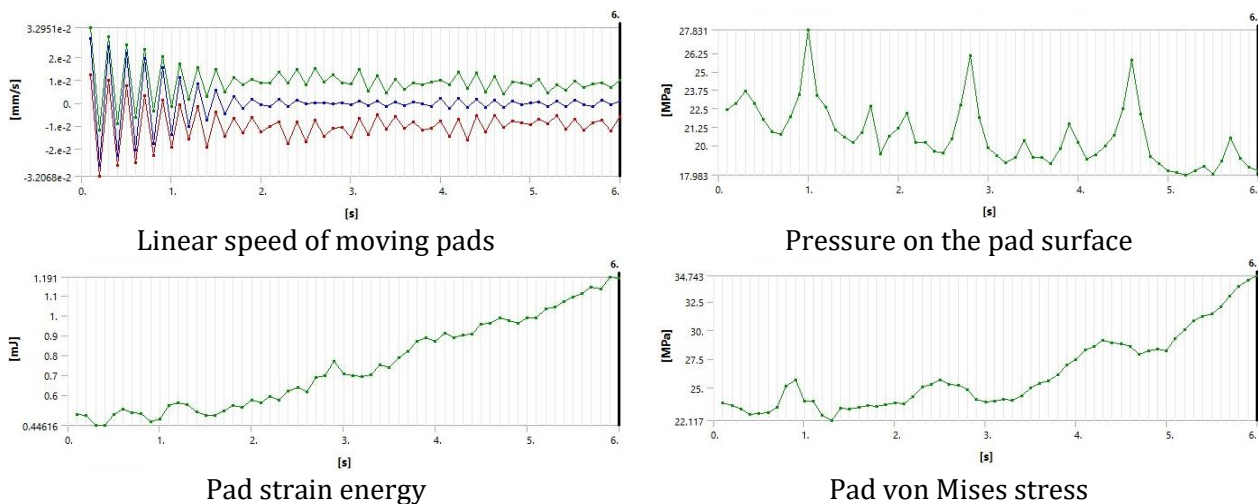 6.
3.2951e-2
2.e-2
1.e-2
0.
-1.e-2
-2.e-2
-3.2068e-2
[mm/s]
0. 1. 2. 3. 4. 5. 6.
[s]
Linear speed of moving pads
6.
27.831
26.25
25.
23.75
22.5
21.25
20.
17.983
[MPa]
0. 1. 2. 3. 4. 5. 6.
[s]
Pressure on the pad surface
6.
1.191
1.1
1.
0.9
0.8
0.7
0.6
0.44616
[mJ]
0. 1. 2. 3. 4. 5. 6.
[s]
Pad strain energy
6.
34.743
32.5
30.
27.5
25.
22.117
[MPa]
0. 1. 2. 3. 4. 5. 6.
[s]
Pad von Mises stress